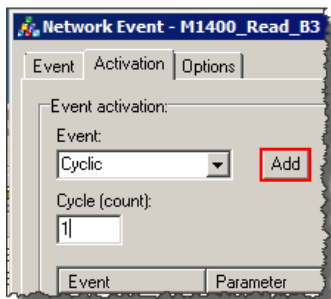 Network Event - M1400_Read_B3
Event Activation Options
Event activation:
Event:
Cyclic Add
Cycle (count):
1
Event Parameter